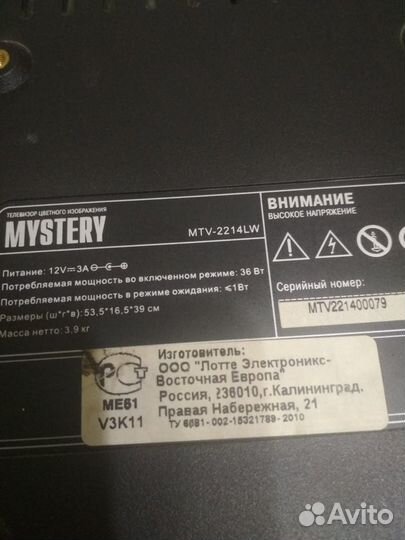 ТЕЛЕВИЗОР ЦВЕТНОГО ИЗОБРАЖЕНИЯ
MYSTERY
MTV-2214LW
Питание: 12V 3A
Потребляемая мощность во включенном режиме: 36 Вт
Потребляемая мощность в режиме ожидания: ≤1Вт
Размеры (ш*г*в): 53,5*16,5*39 см
Масса нетто: 3,9 кг
ВНИМАНИЕ
ВЫСОКОЕ НАПРЯЖЕНИЕ
Серийный номер:
MTV221400079
РСТ
МЕ61
V3K11
Изготовитель:
ООО "Лотте Электроникс-
Восточная Европа"
Россия, 236010,г.Калининград.
Правая Набережная, 21
ТУ 6581-002-15321789-2010
Avito